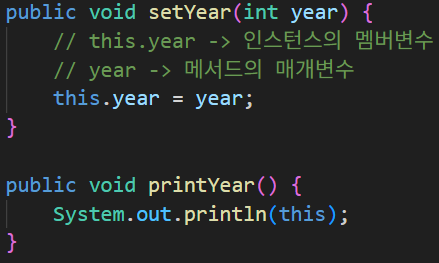 public void setYear(int year) {
    // this.year -> 인스턴스의 멤버변수
    // year -> 메서드의 매개변수
    this.year = year;
}

public void printYear() {
    System.out.println(this);
}